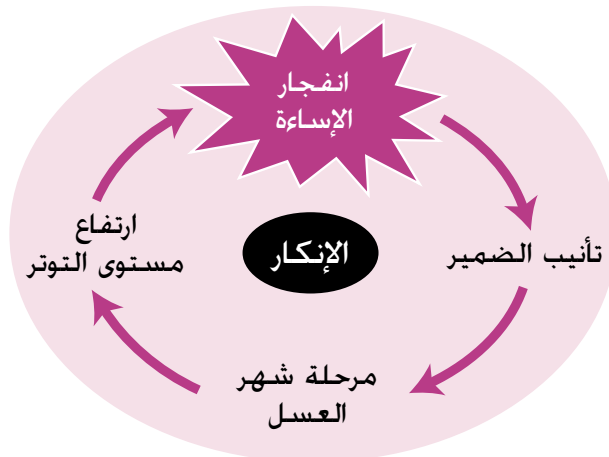 انفجار
الإساءة
تأنيب الضمير
مرحلة شهر
العسل
ارتفاع
مستوى التوتر
الإنكار